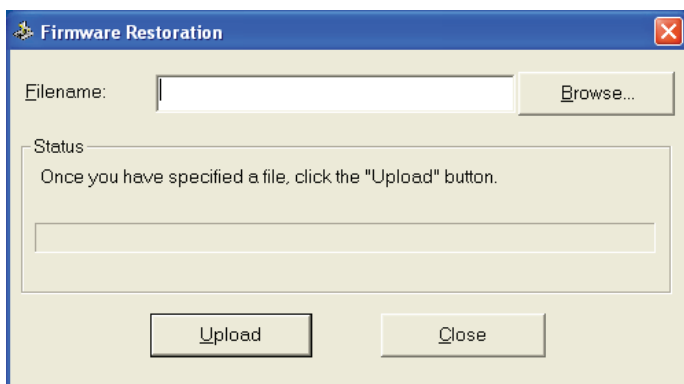 Firmware Restoration
Filename:
Browse...
Status
Once you have specified a file, click the "Upload" button.
Upload
Close